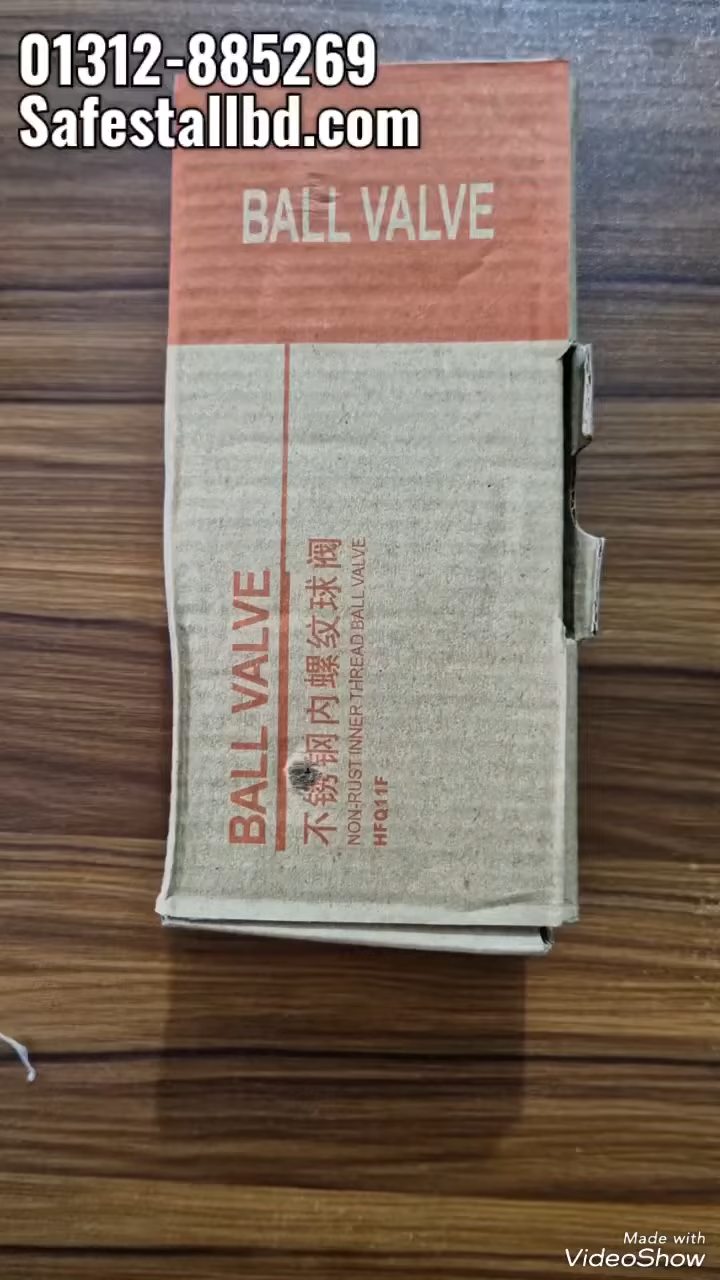 01312-885269
Safestallbd.com
BALL VALVE
BALL VALVE
不锈钢内螺纹球阀
NON-RUST INNER THREAD BALL VALVE
HFQ11F
Made with
VideoShow